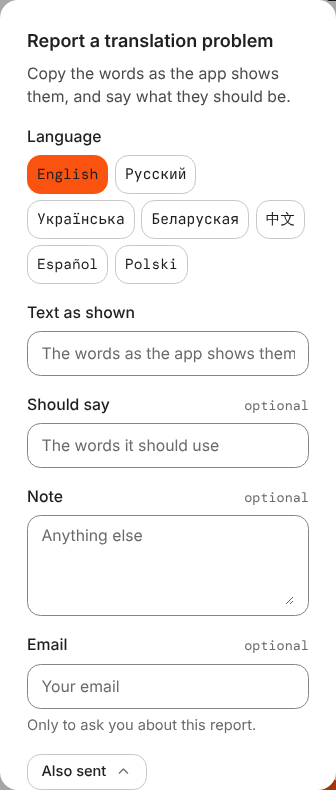 Report a translation problem
Copy the words as the app shows
them, and say what they should be.
Language
English Русский
Українська Беларуская 中文
Español Polski
Text as shown
The words as the app shows them
Should say optional
The words it should use
Note optional
Anything else
Email optional
Your email
Only to ask you about this report.
Also sent